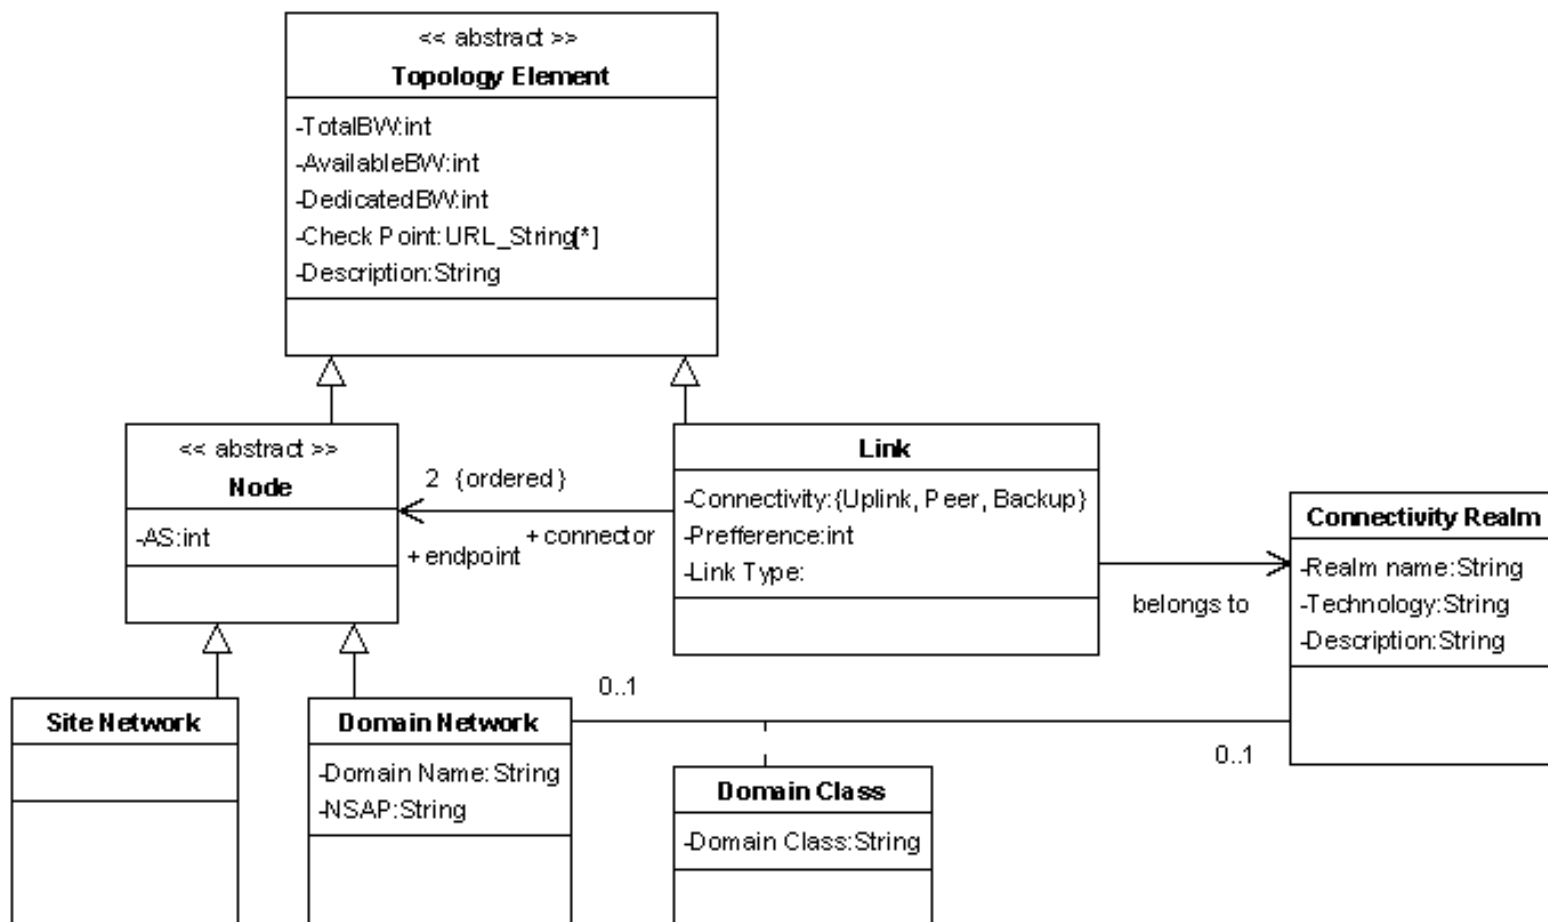 << abstract >>
Topology Element
-TotalBW:int
-AvailableBW:int
-DedicatedBW:int
-Check Point:URL_String[*]
-Description:String
<< abstract >>
Node
-AS:int
2 {ordered}
+ endpoint
+ connector
Link
-Connectivity:{Uplink, Peer, Backup}
-Prefference:int
-Link Type:
belongs to
Connectivity Realm
-Realm name:String
-Technology:String
-Description:String
Site Network
Domain Network
-Domain Name:String
-NSAP:String
0..1
0..1
Domain Class
-Domain Class:String